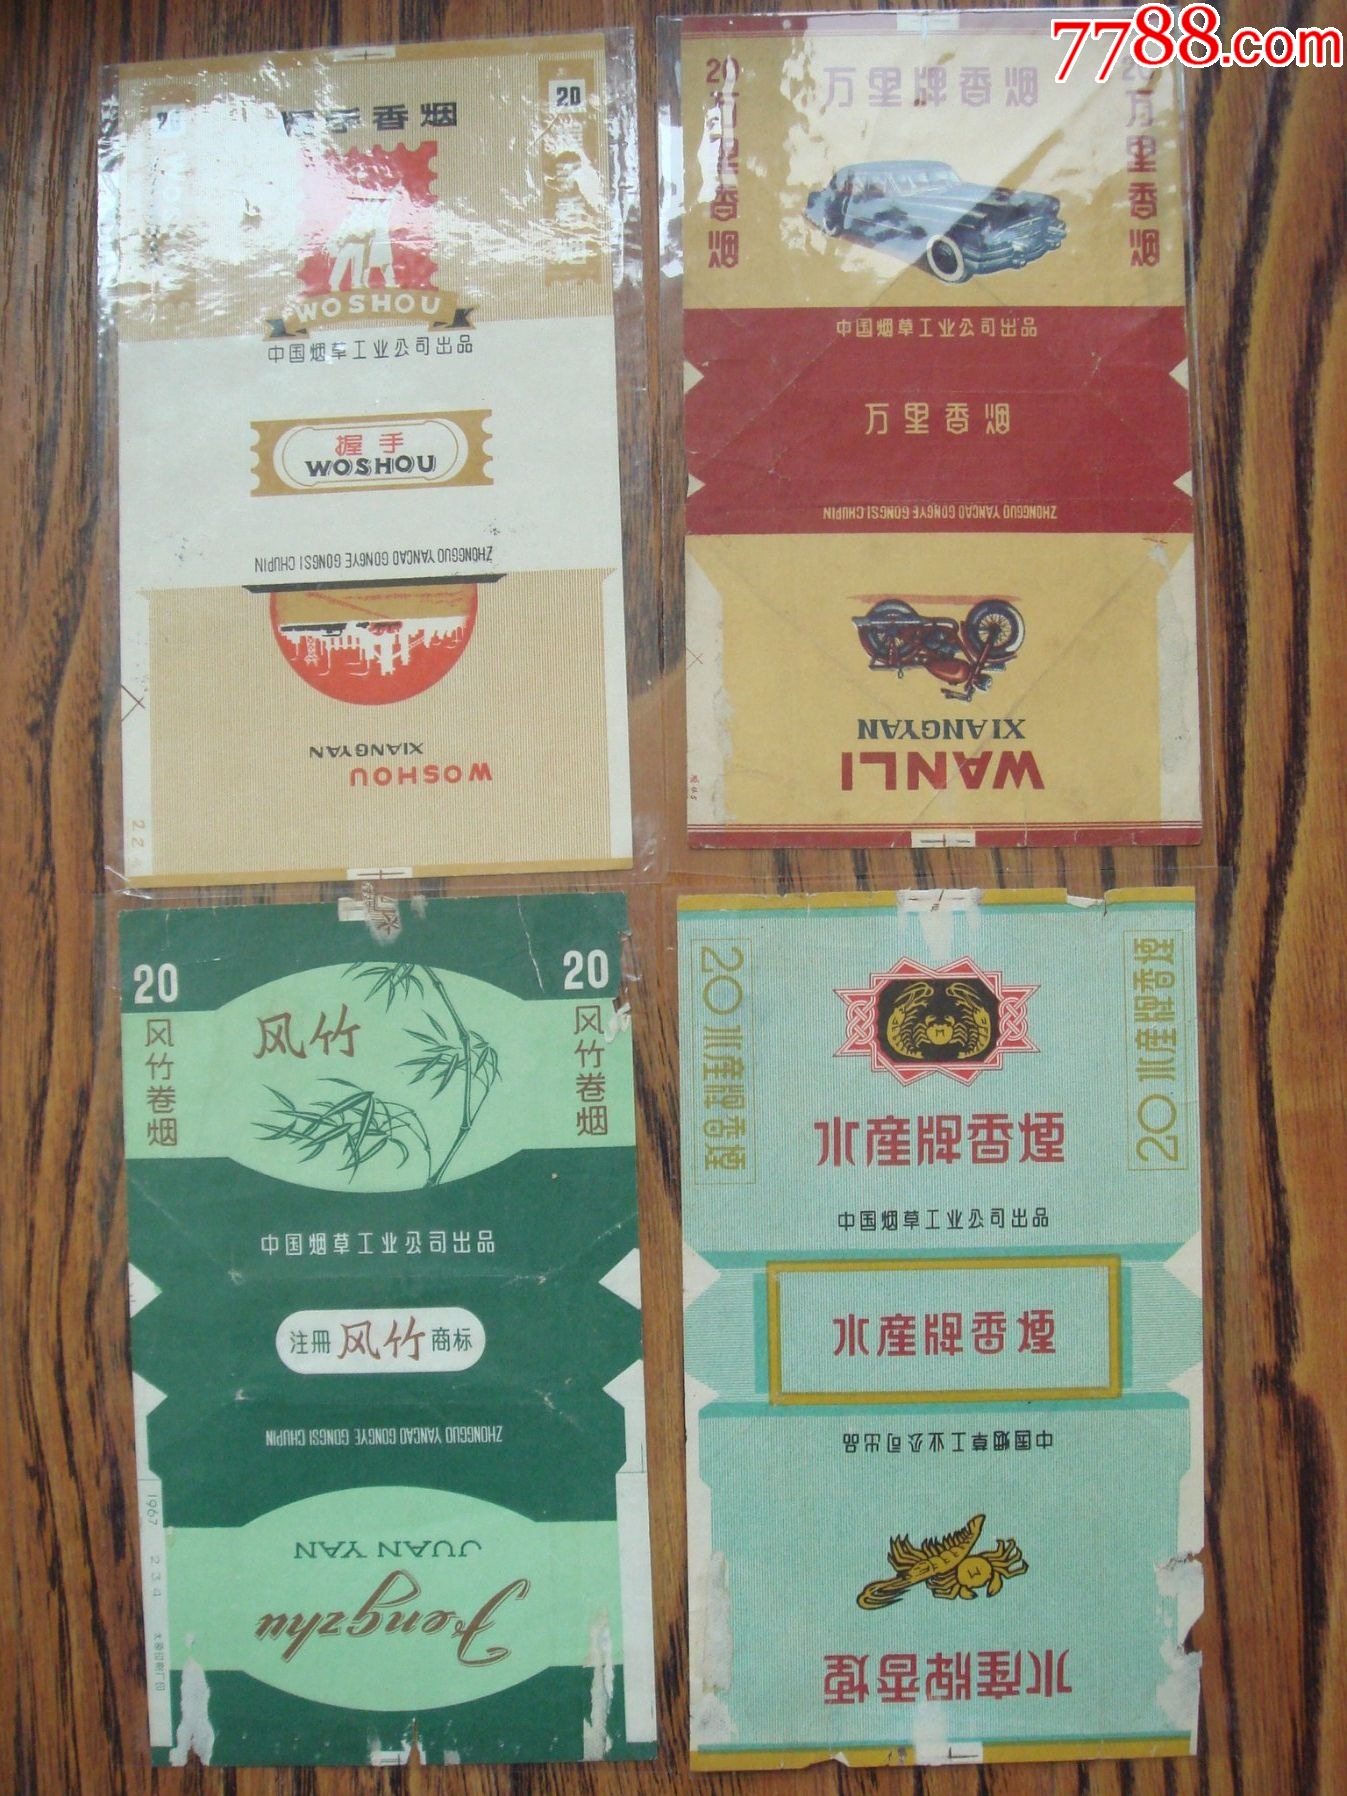 7788.com
20
手香烟
WOSHOU
中国烟草工业公司出品
握手
WOSHOU
ZHONGGUO YANCAO GONGYE GONGSI CHUPIN
WOSHOU
XIANGYAN
22
20
万里香烟
万里牌香烟
20
万里香烟
中国烟草工业公司出品
万里香烟
ZHONGGUO YANCAO GONGYE GONGSI CHUPIN
WANLI
XIANGYAN
20
风竹卷烟
风竹
20
风竹卷烟
中国烟草工业公司出品
注册 风竹 商标
ZHONGGUO YANCAO GONGYE GONGSI CHUPIN
Fengzhu
JUAN YAN
1967 2 3 4
20 水產牌香煙
20 水產牌香煙
水產牌香煙
中国烟草工业公司出品
水產牌香煙
中国烟草工业公司出品
水產牌香煙